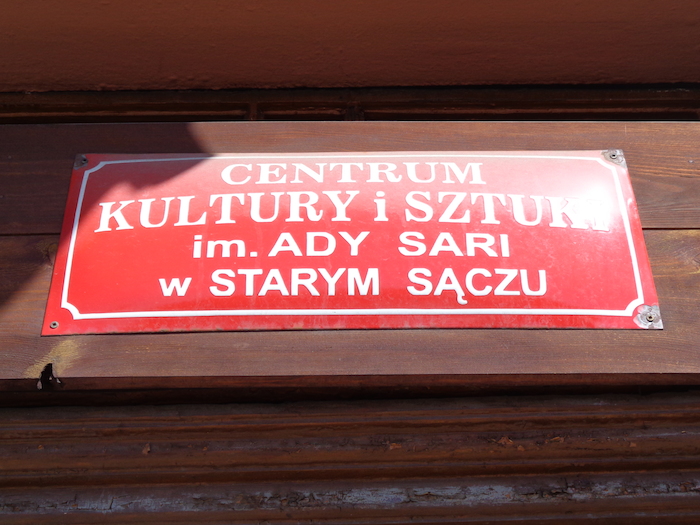 CENTRUM
KULTURY i SZTUKI
im. ADY SARI
w STARYM SĄCZU